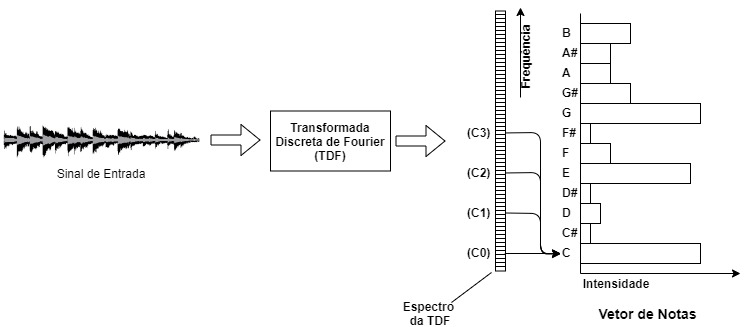 Sinal de Entrada
Transformada
Discreta de Fourier
(TDF)
(C3)
(C2)
(C1)
(C0)
Espectro
da TDF
Frequência
B
A#
A
G#
G
F#
F
E
D#
D
C#
C
Intensidade
Vetor de Notas